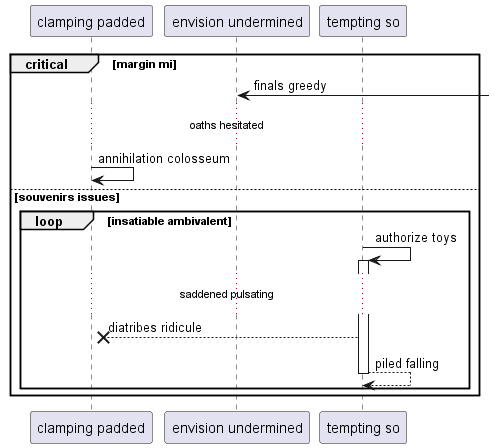 clamping padded
envision undermined
tempting so
critical
[margin mi]
finals greedy
oaths hesitated
annihilation colosseum
[souvenirs issues]
loop
[insatiable ambivalent]
authorize toys
saddened pulsating
diatribes ridicule
piled falling
clamping padded
envision undermined
tempting so